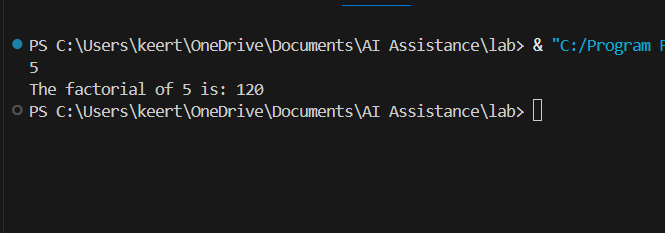 PS C:\Users\keert\OneDrive\Documents\AI Assistance\lab> & "C:/Program F
5
The factorial of 5 is: 120
PS C:\Users\keert\OneDrive\Documents\AI Assistance\lab>